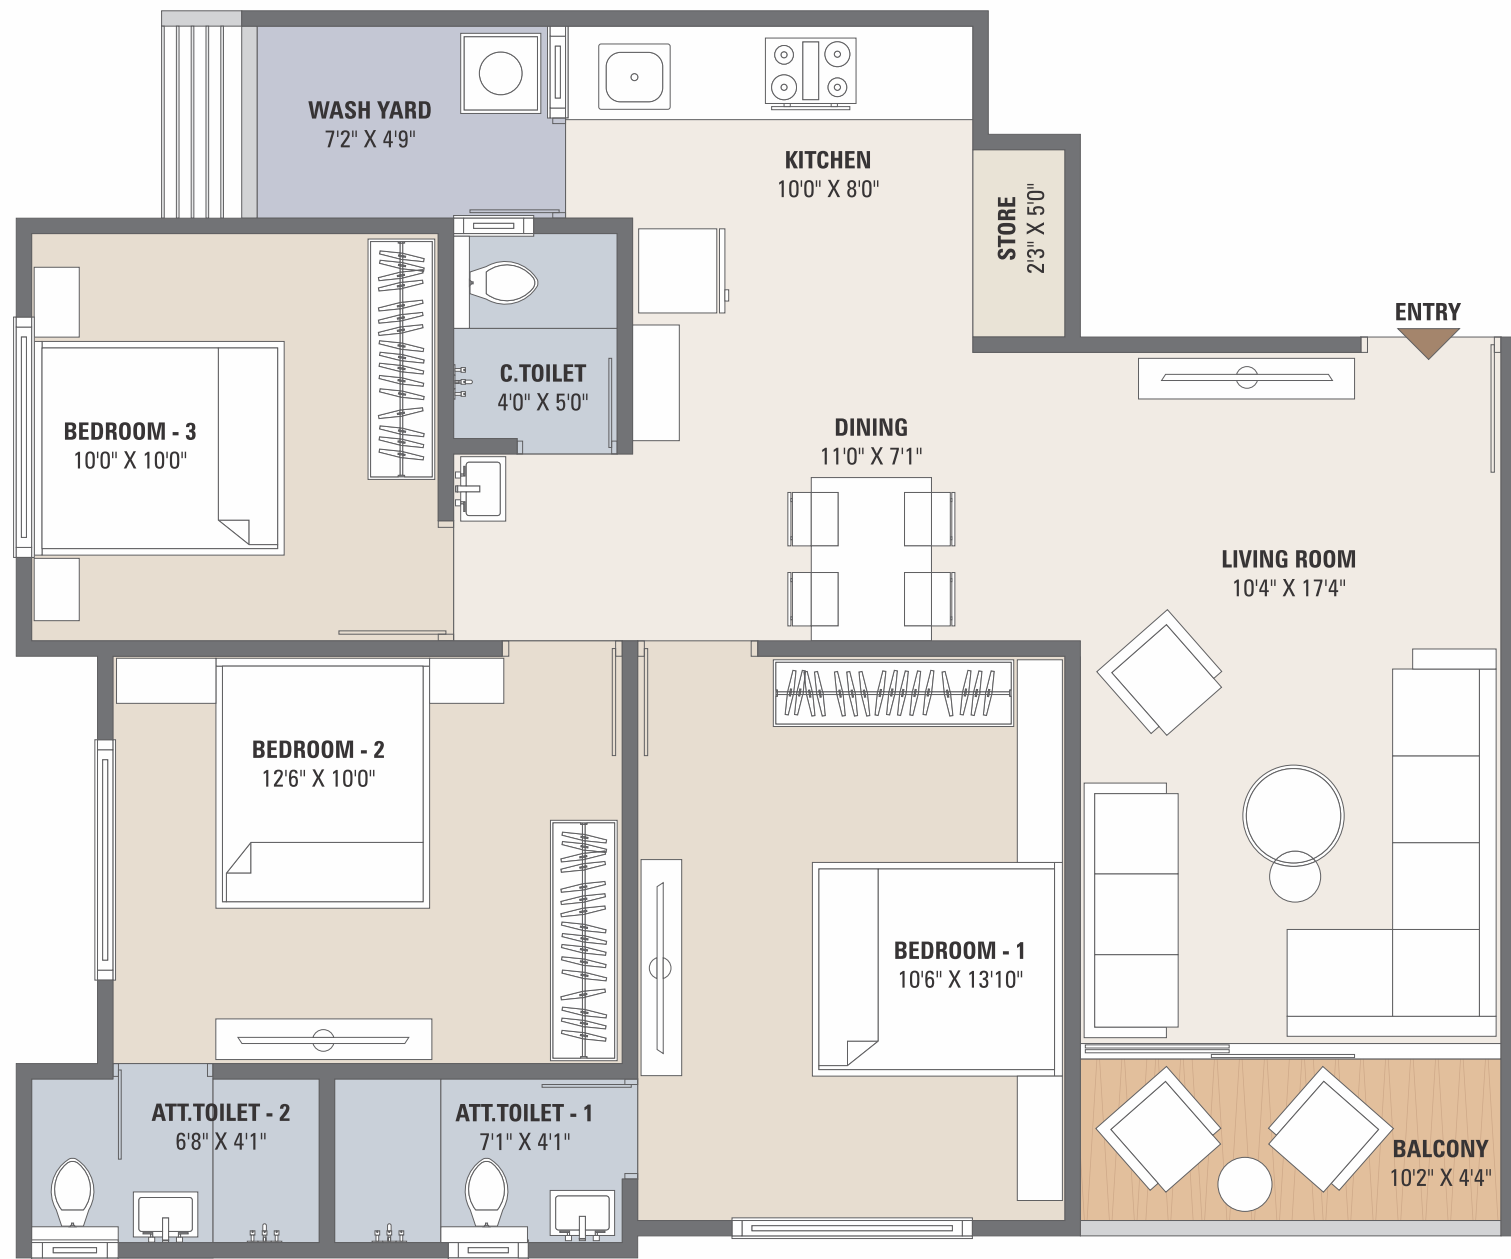 WASH YARD
7'2" X 4'9"
KITCHEN
10'0" X 8'0"
STORE
2'3" X 5'0"
ENTRY
C.TOILET
4'0" X 5'0"
BEDROOM - 3
10'0" X 10'0"
DINING
11'0" X 7'1"
LIVING ROOM
10'4" X 17'4"
BEDROOM - 2
12'6" X 10'0"
BEDROOM - 1
10'6" X 13'10"
ATT.TOILET - 2
6'8" X 4'1"
ATT.TOILET - 1
7'1" X 4'1"
BALCONY
10'2" X 4'4"